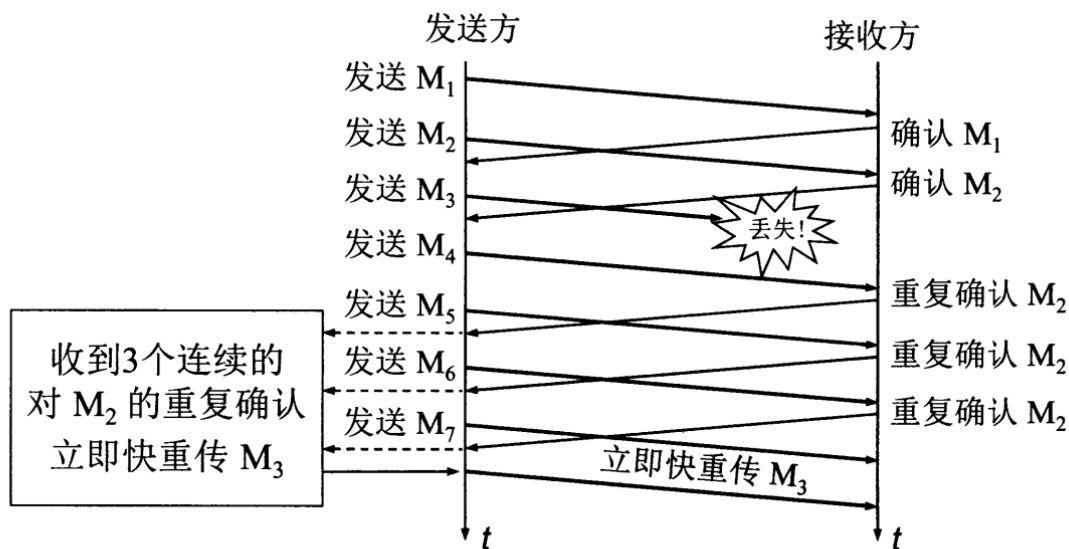 发送方
接收方
发送 M₁
确认 M₁
发送 M₂
确认 M₂
发送 M₃
丢失!
发送 M₄
重复确认 M₂
发送 M₅
重复确认 M₂
发送 M₆
重复确认 M₂
发送 M₇
收到3个连续的
对 M₂ 的重复确认
立即快重传 M₃
立即快重传 M₃
t
t